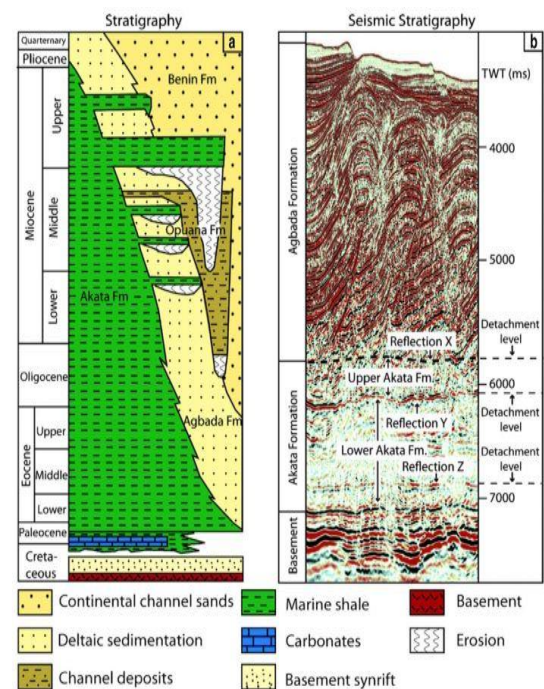 Stratigraphy
a
Quarternary
Pliocene
Miocene
Upper
Middle
Lower
Oligocene
Eocene
Upper
Middle
Lower
Paleocene
Creta-
ceous
Benin Fm
Opuana Fm
Akata Fm
Agbada Fm
Seismic Stratigraphy
b
TWT (ms)
Agbada Formation
4000
5000
Reflection X
Detachment
level
Upper Akata Fm.
6000
Akata Formation
Reflection Y
Detachment
level
Lower Akata Fm.
Reflection Z
Detachment
level
7000
Basement
Continental channel sands
Marine shale
Basement
Deltaic sedimentation
Carbonates
Erosion
Channel deposits
Basement synrift